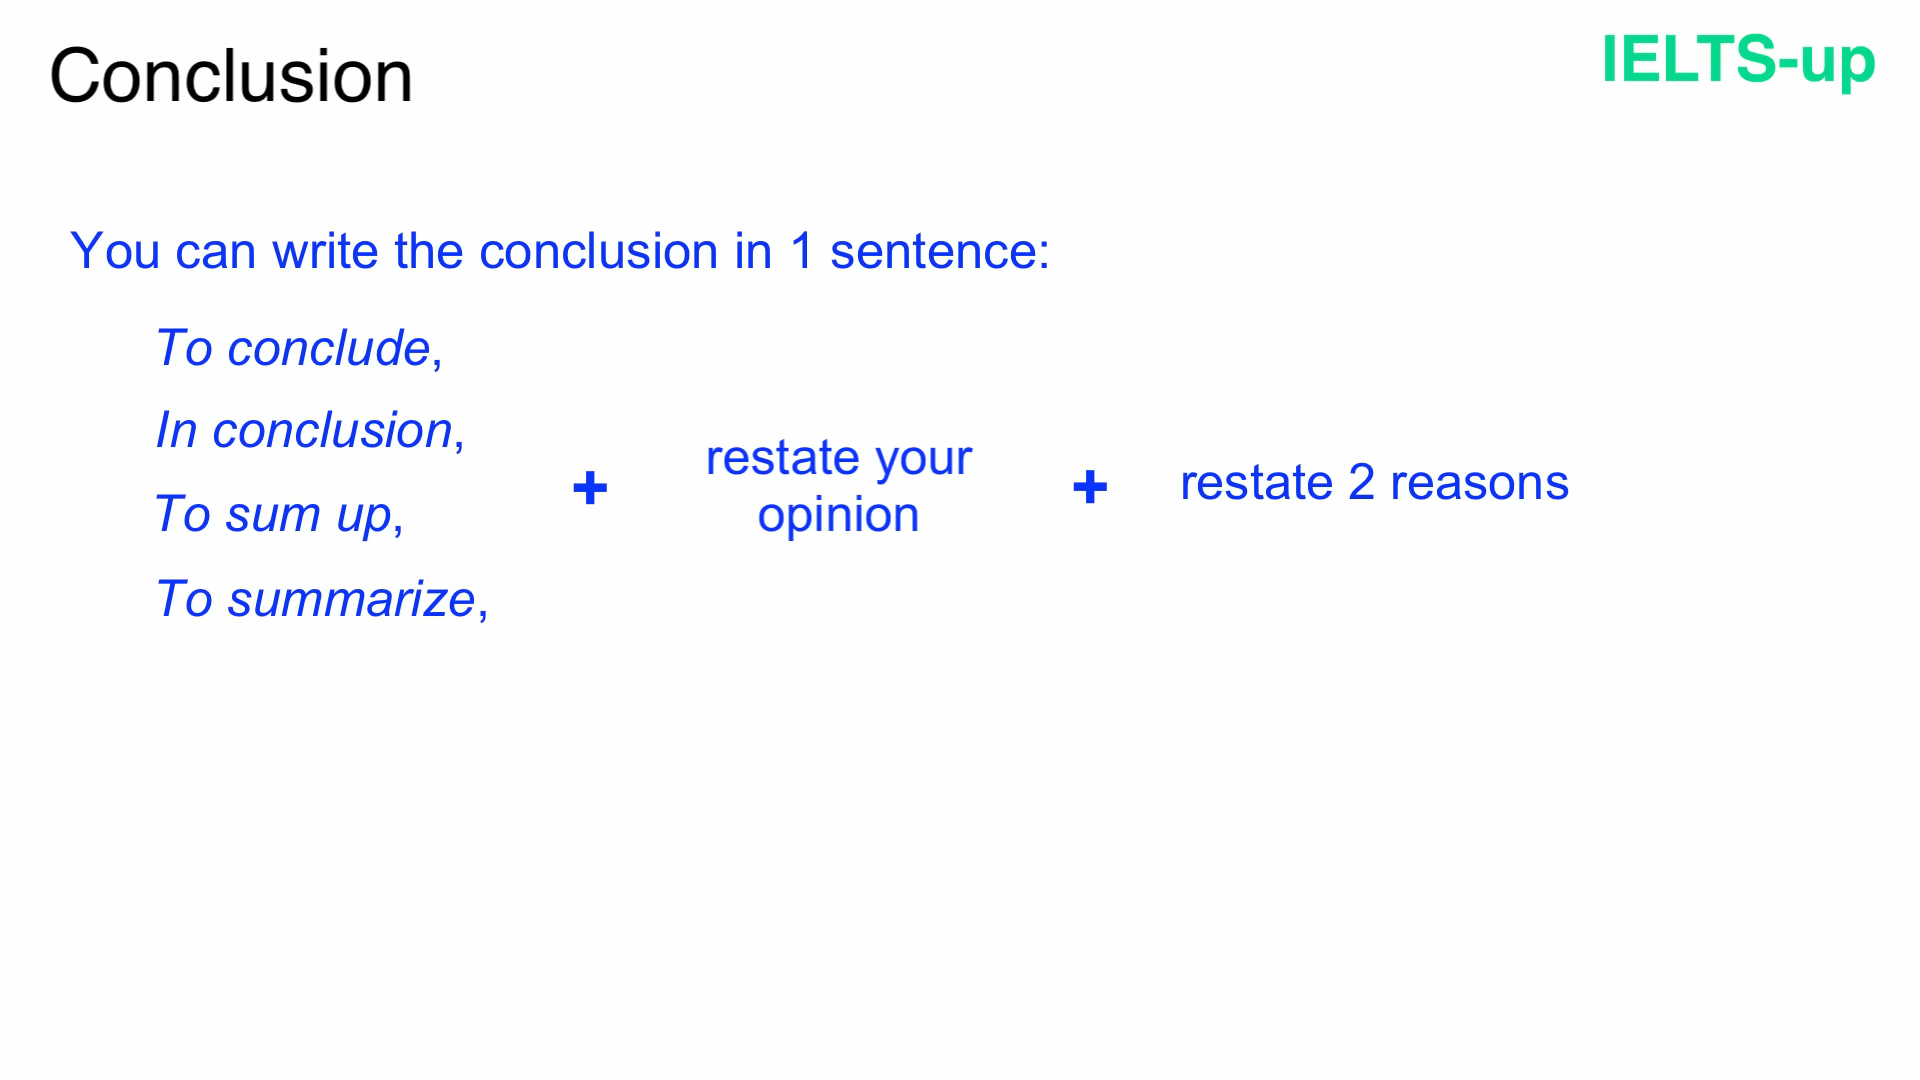 Conclusion
IELTS-up
You can write the conclusion in 1 sentence:
To conclude,
In conclusion,
To sum up,
To summarize,
+
restate your
opinion
+
restate 2 reasons